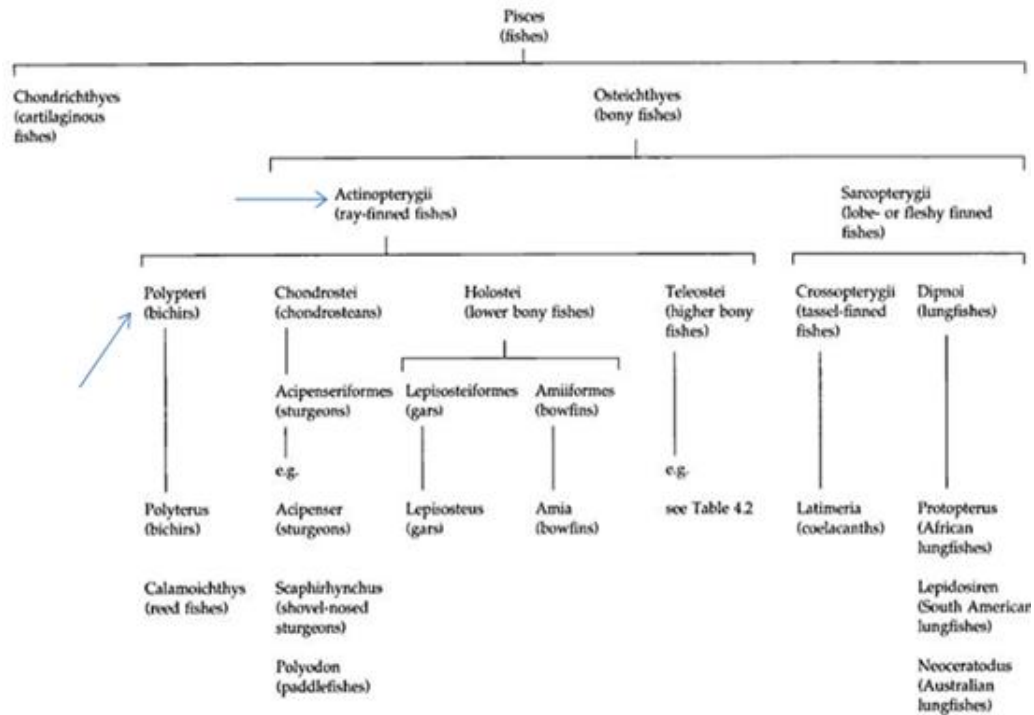 Pisces
(fishes)
Chondrichthyes
(cartilaginous
fishes)
Osteichthyes
(bony fishes)
Actinopterygii
(ray-finned fishes)
Sarcopterygii
(lobe- or fleshy finned
fishes)
Polypteri
(bichirs)
Chondrostei
(chondrosteans)
Holostei
(lower bony fishes)
Teleostei
(higher bony
fishes)
Crossopterygii
(tassel-finned
fishes)
Dipnoi
(lungfishes)
Acipenseriformes
(sturgeons)
Lepisosteiformes
(gars)
Amiiformes
(bowfins)
e.g.
e.g.
Polyterus
(bichirs)
Acipenser
(sturgeons)
Lepisosteus
(gars)
Amia
(bowfins)
see Table 4.2
Latimeria
(coelacanths)
Protopterus
(African
lungfishes)
Calamoichthys
(reed fishes)
Scaphirhynchus
(shovel-nosed
sturgeons)
Lepidosiren
(South American
lungfishes)
Polyodon
(paddlefishes)
Neoceratodus
(Australian
lungfishes)